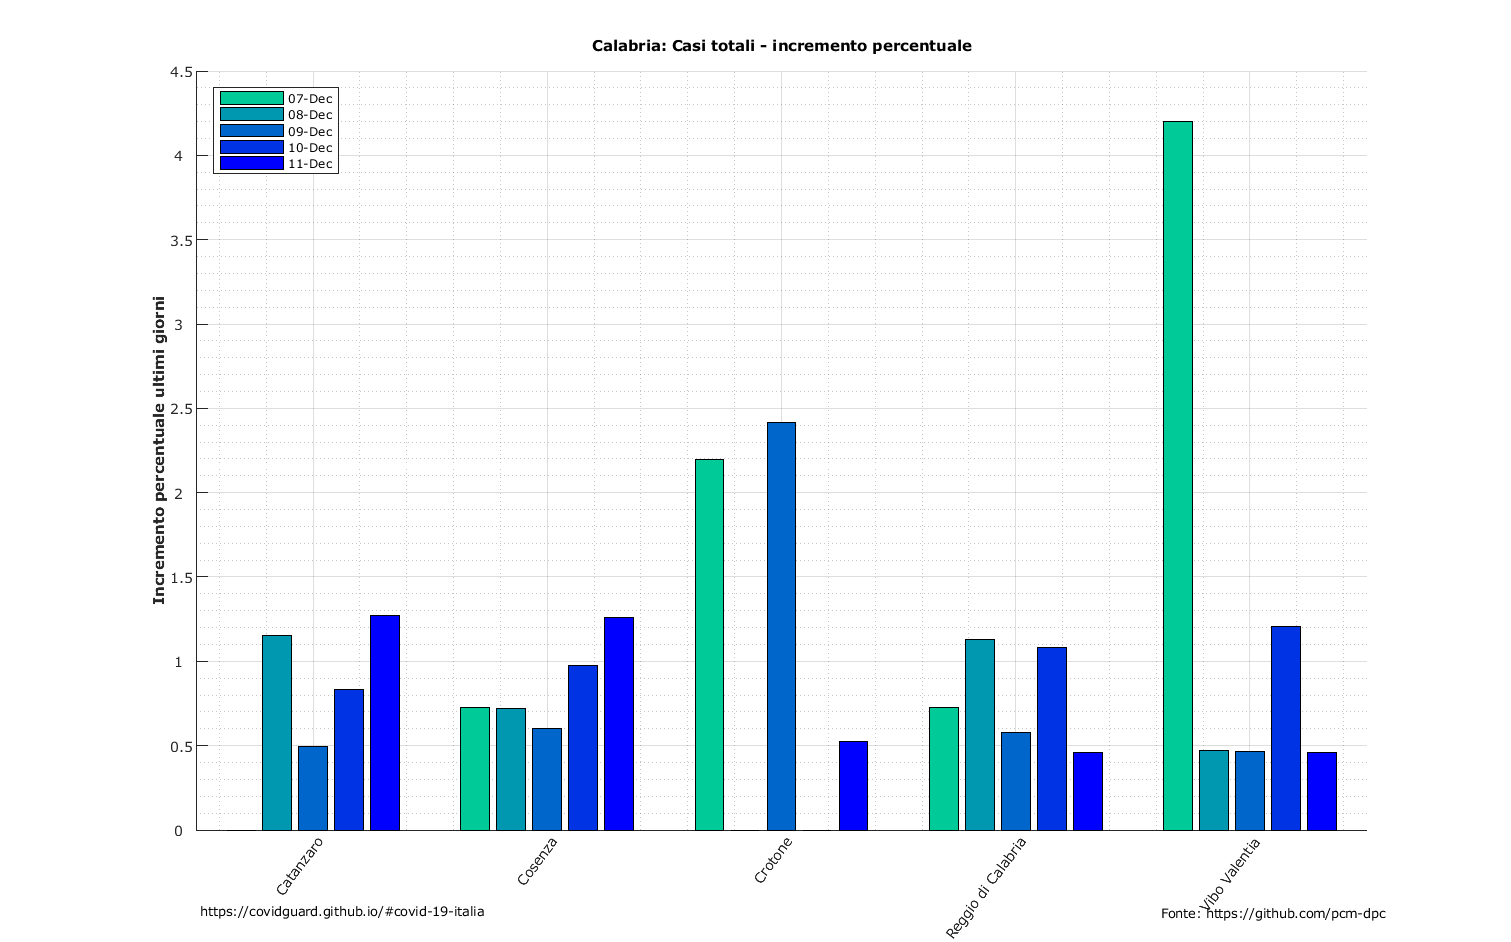 Calabria: Casi totali - incremento percentuale
4.5
4
3.5
3
2.5
2
1.5
1
0.5
0
Incremento percentuale ultimi giorni
07-Dec
08-Dec
09-Dec
10-Dec
11-Dec
Catanzaro
Cosenza
Crotone
Reggio di Calabria
Vibo Valentia
https://covidguard.github.io/#covid-19-italia
Fonte: https://github.com/pcm-dpc